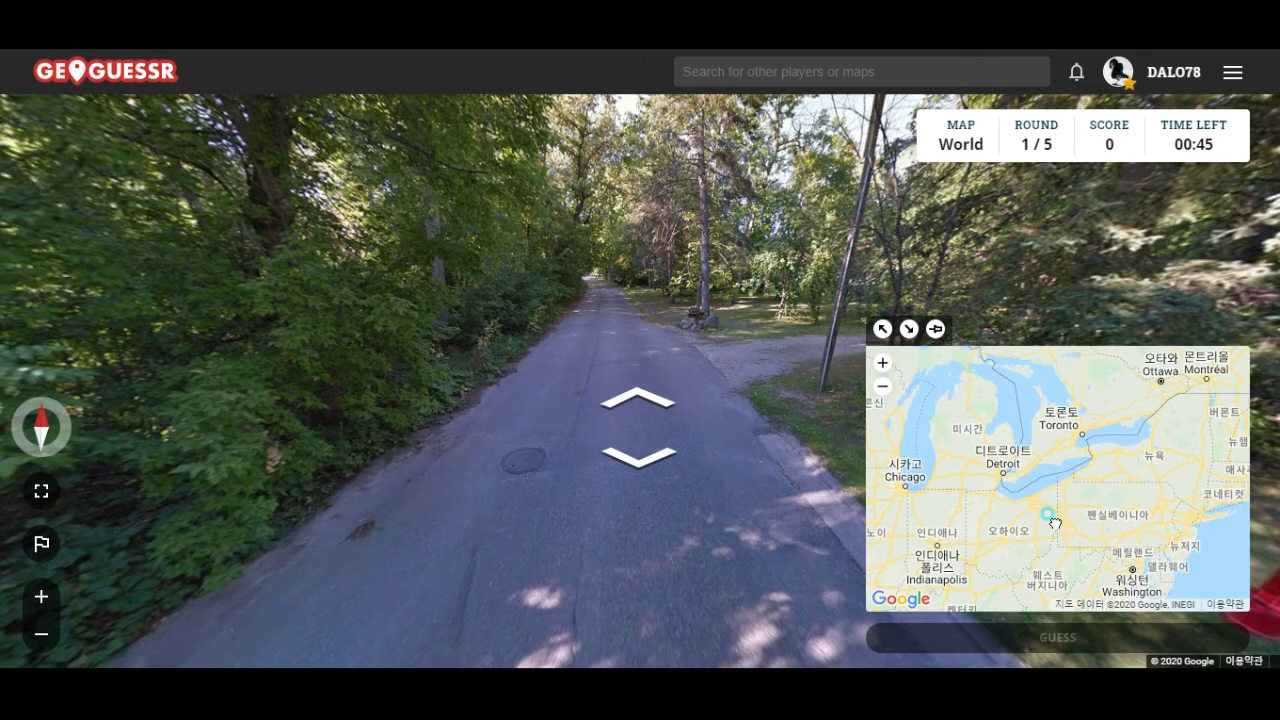 GEOGUESSR
Search for other players or maps
DALO78
MAP
World
ROUND
1 / 5
SCORE
0
TIME LEFT
00:45
오타와
Ottawa
몬트리올
Montréal
토론토
Toronto
버몬트
미시간
뉴욕
디트로이트
Detroit
시카고
Chicago
코네티컷
펜실베이니아
오하이오
인디애나
뉴저지
메릴랜드
델라웨어
인디애나
폴리스
Indianapolis
웨스트
버지니아
워싱턴
Washington
켄터키
Google
지도 데이터 ©2020 Google, INEGI
이용약관
GUESS
© 2020 Google
이용약관